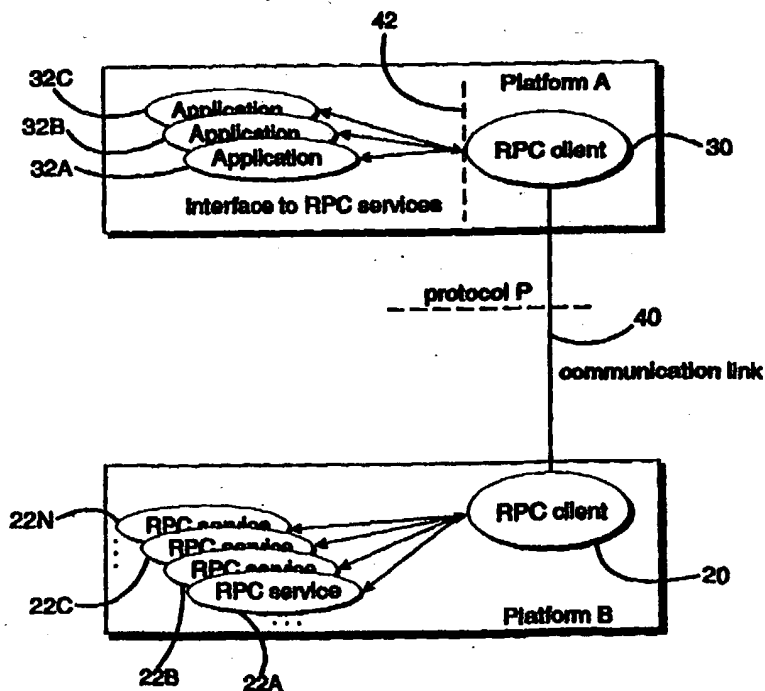 42
32C
Platform A
Application
32B
Application
RPC client
30
32A
Application
Interface to RPC services
protocol P
40
communication link
22N
RPC service
RPC client
RPC service
22C
RPC service
20
RPC service
Platform B
. . .
22B
22A